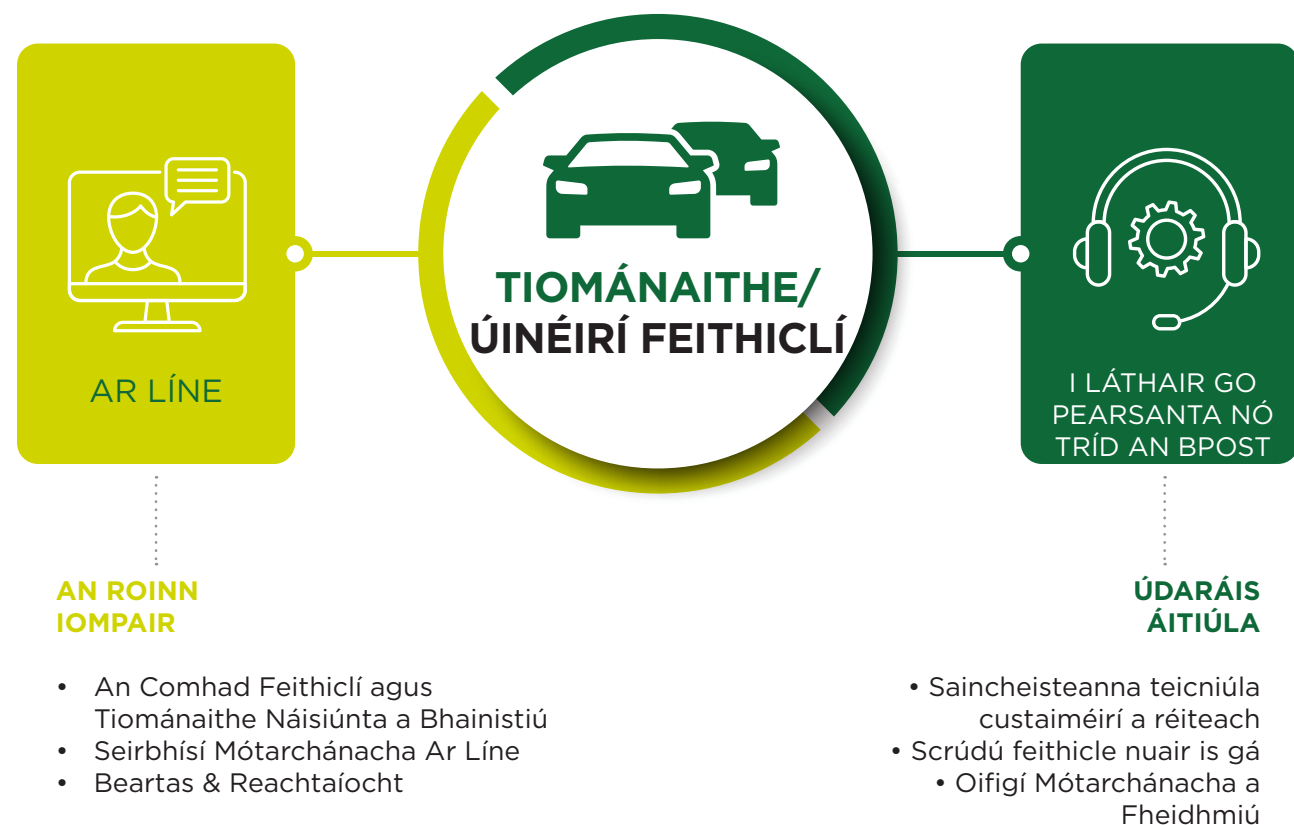 AR LÍNE
TIOMÁNAITHE/
ÚINÉIRÍ FEITHICLÍ
I LÁTHAIR GO
PEARSANTA NÓ
TRÍD AN BPOST
AN ROINN
IOMPAIR
• An Comhad Feithiclí agus
Tiománaithe Náisiúnta a Bhainistiú
• Seirbhísí Mótarchánacha Ar Líne
• Beartas & Reachtaíocht
ÚDARÁIS
ÁITIÚLA
• Saincheisteanna teicniúla
custaiméirí a réiteach
• Scrúdú feithicle nuair is gá
• Oifigí Mótarchánacha a
Fheidhmiú